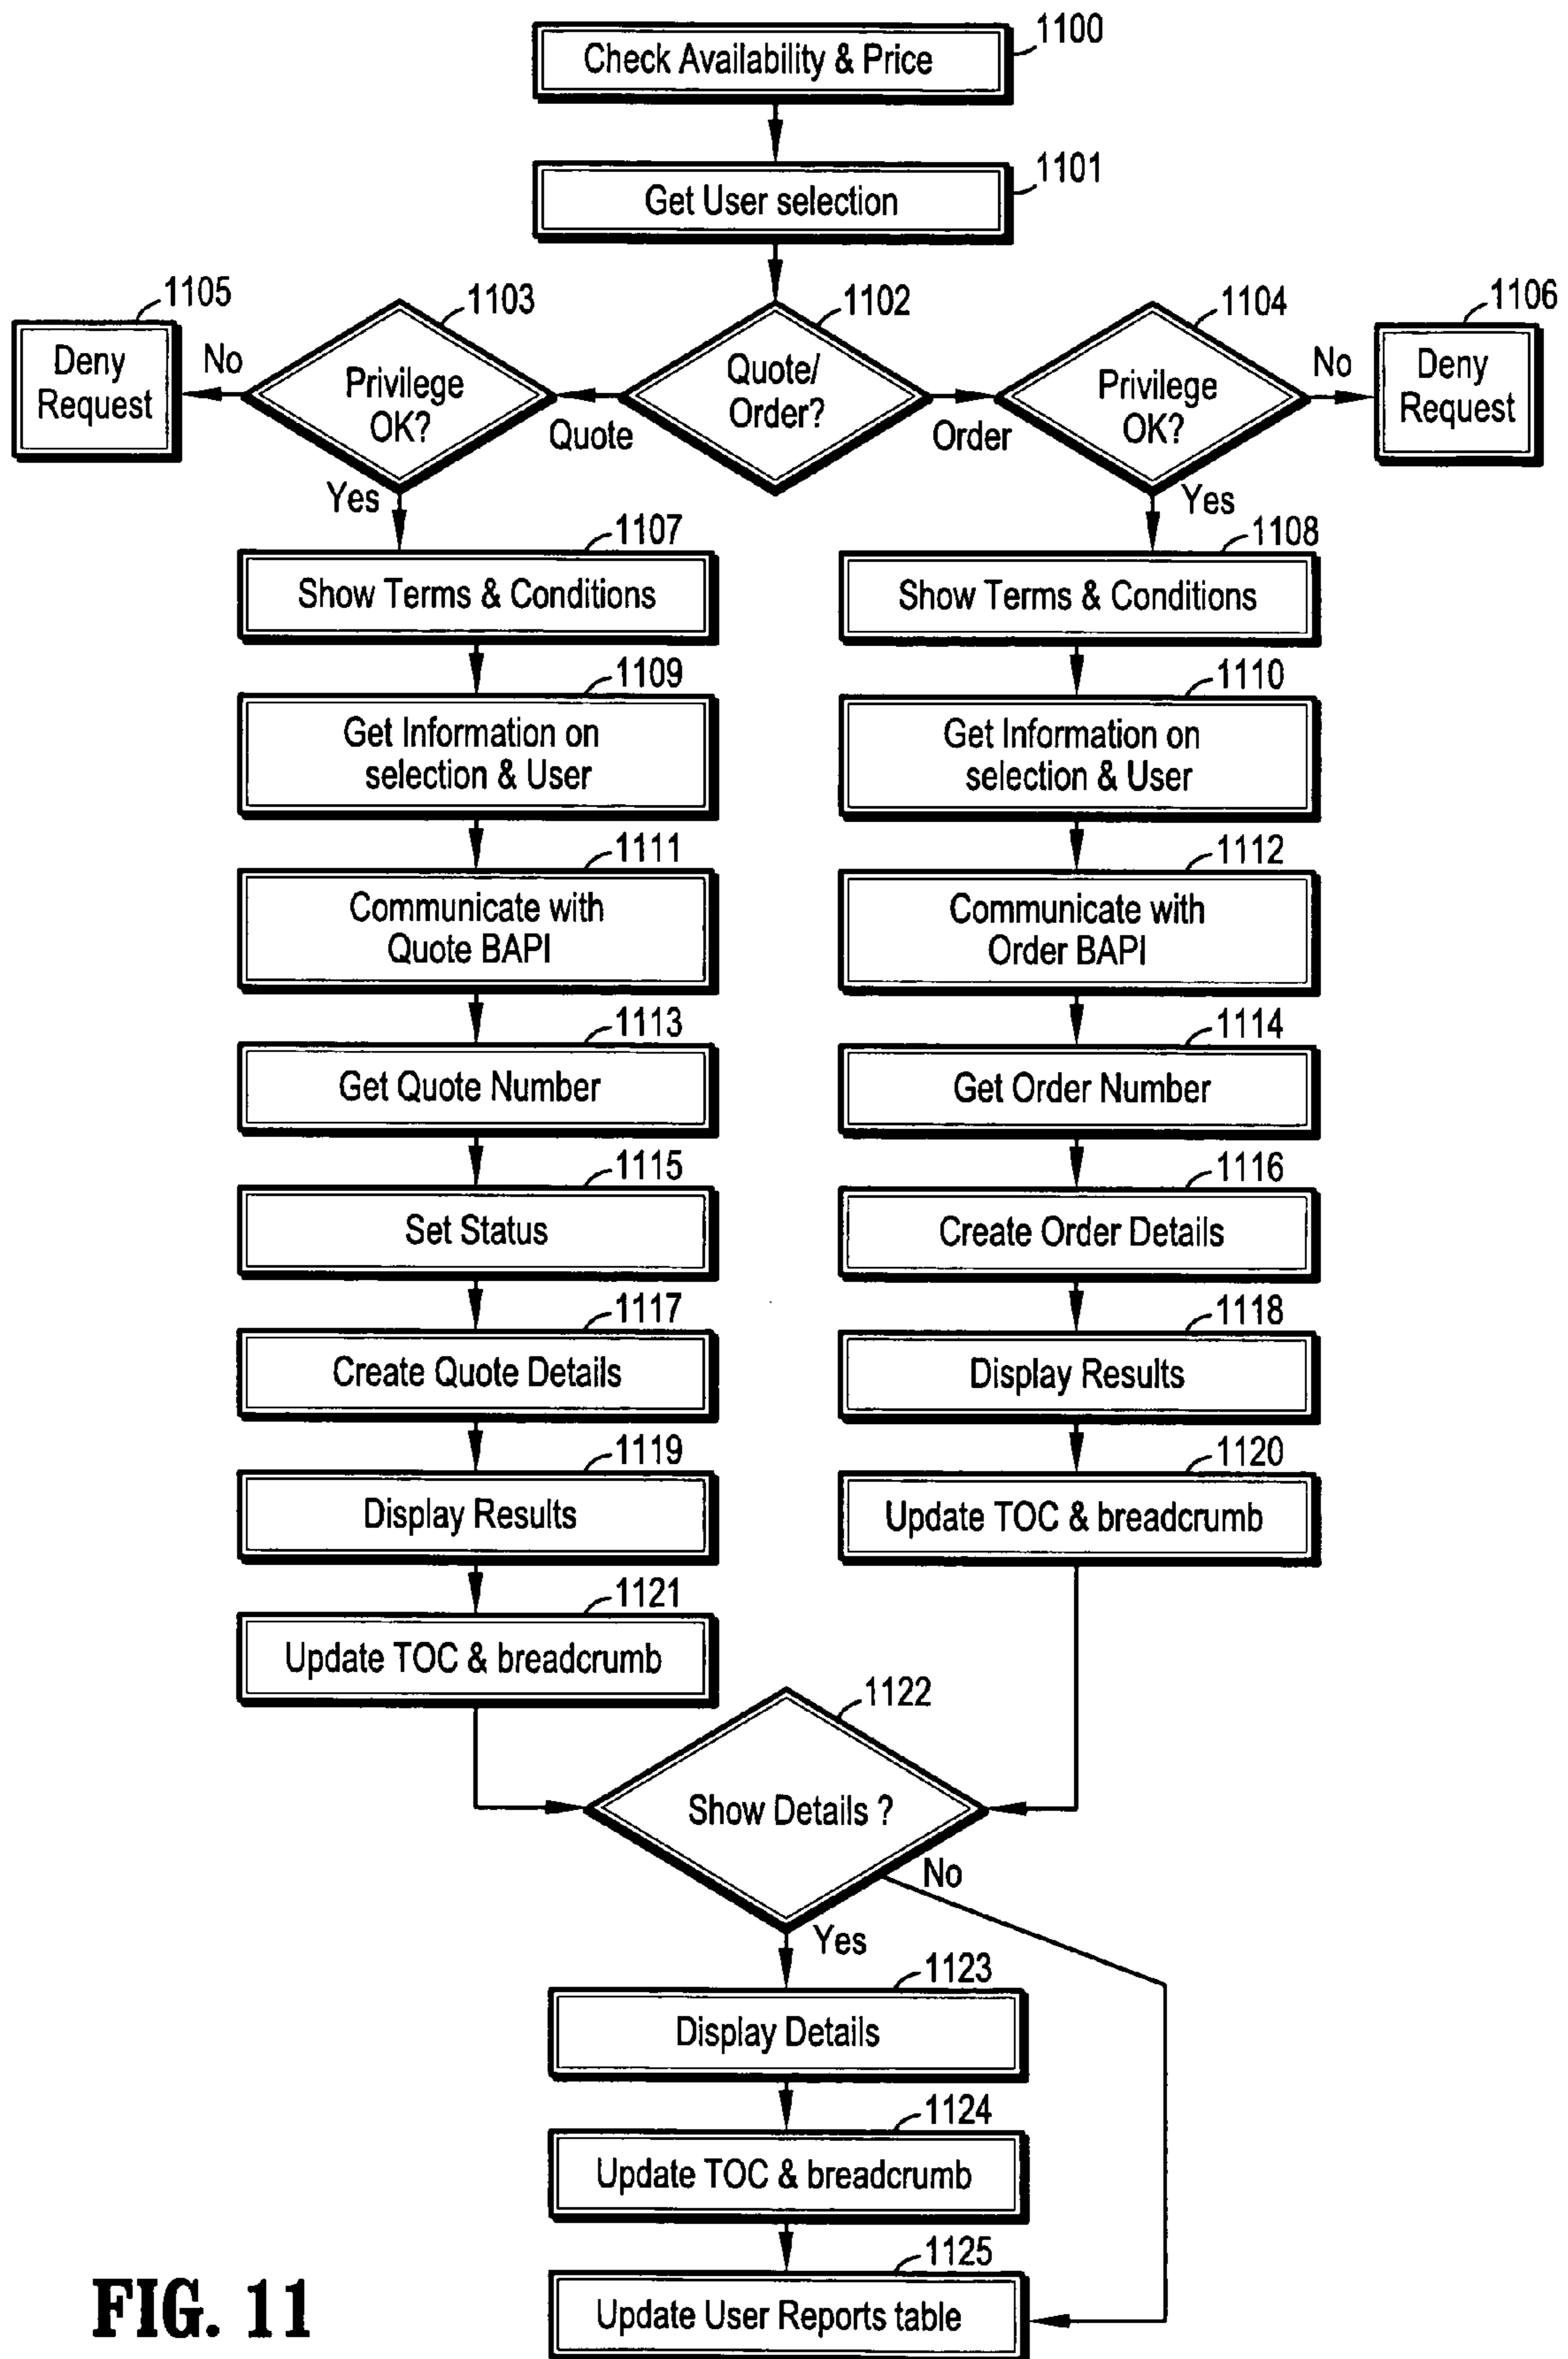 1100
Check Availability & Price
1101
Get User selection
1105
1103
1102
1104
1106
Deny
Request
No
Privilege
OK?
Quote
Quote/
Order?
Order
Privilege
OK?
No
Deny
Request
Yes
Yes
1107
Show Terms & Conditions
1108
Show Terms & Conditions
1109
Get Information on
selection & User
1110
Get Information on
selection & User
1111
Communicate with
Quote BAPI
1112
Communicate with
Order BAPI
1113
Get Quote Number
1114
Get Order Number
1115
Set Status
1116
Create Order Details
1117
Create Quote Details
1118
Display Results
1119
Display Results
1120
Update TOC & breadcrumb
1121
Update TOC & breadcrumb
1122
Show Details ?
No
Yes
1123
Display Details
1124
Update TOC & breadcrumb
1125
Update User Reports table
FIG. 11